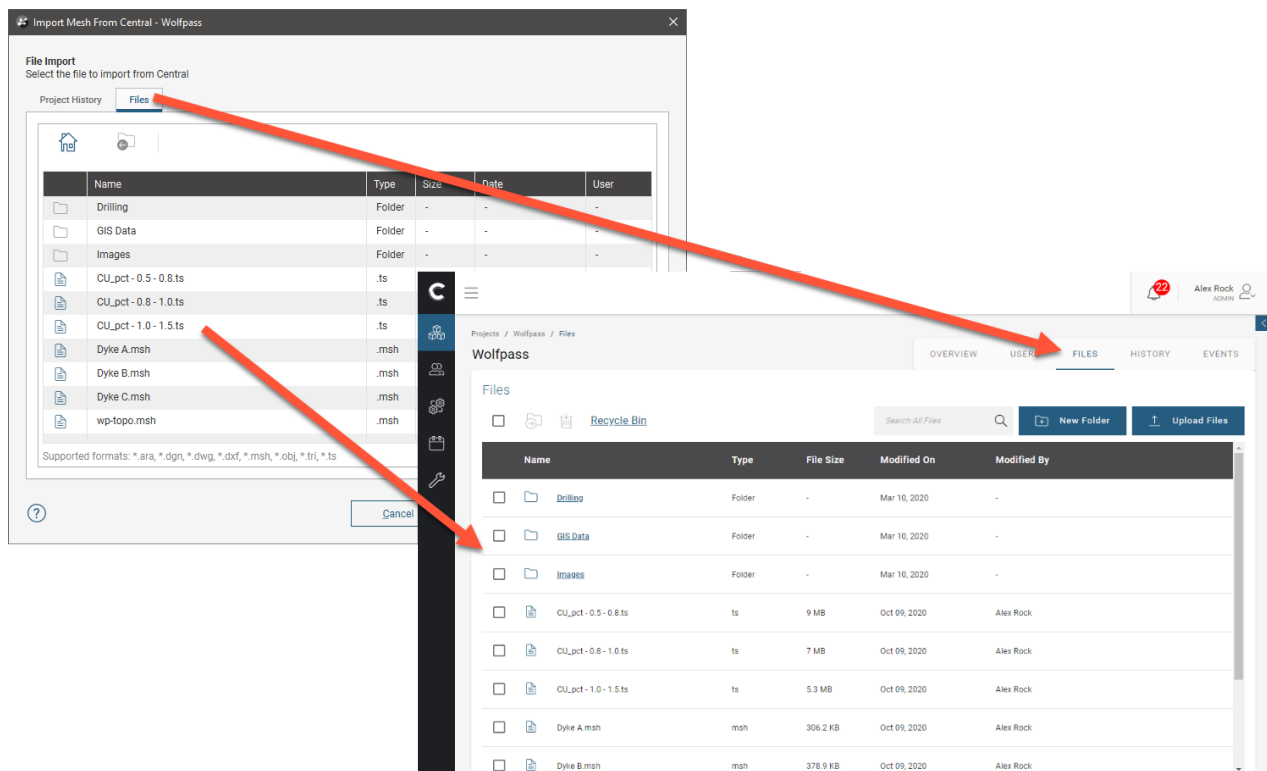 Import Mesh From Central - Wolfpass
File Import
Select the file to import from Central
Project History Files
Name Type Size Date User
Drilling Folder - - -
GIS Data Folder - - -
Images Folder - - -
CU_pct - 0.5 - 0.8.ts .ts
CU_pct - 0.8 - 1.0.ts .ts
CU_pct - 1.0 - 1.5.ts .ts
Dyke A.msh .msh
Dyke B.msh .msh
Dyke C.msh .msh
wp-topo.msh .msh
Supported formats: *.ara, *.dgn, *.dwg, *.dxf, *.msh, *.obj, *.tri, *.ts
? Cancel
C 22 Alex Rock
ADMIN
Projects / Wolfpass / Files
Wolfpass OVERVIEW USER FILES HISTORY EVENTS
Files
Recycle Bin Search All Files New Folder Upload Files
Name Type File Size Modified On Modified By
Drilling Folder - Mar 10, 2020 -
GIS Data Folder - Mar 10, 2020 -
Images Folder - Mar 10, 2020 -
CU_pct - 0.5 - 0.8.ts ts 9 MB Oct 09, 2020 Alex Rock
CU_pct - 0.8 - 1.0.ts ts 7 MB Oct 09, 2020 Alex Rock
CU_pct - 1.0 - 1.5.ts ts 5.3 MB Oct 09, 2020 Alex Rock
Dyke A.msh msh 306.2 KB Oct 09, 2020 Alex Rock
Dyke B.msh msh 378.9 KB Oct 09, 2020 Alex Rock